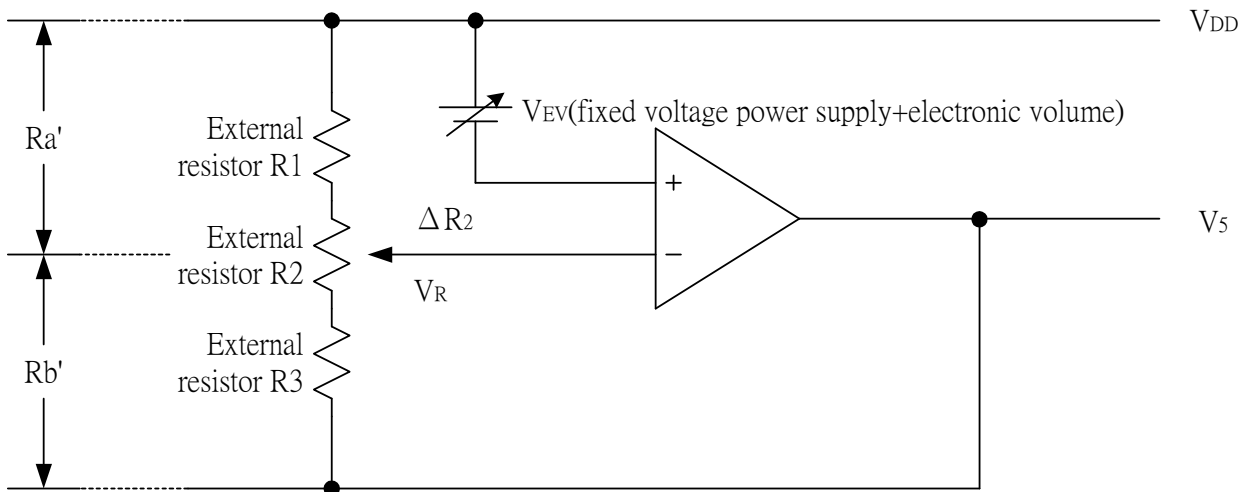 VDD
VEV(fixed voltage power supply+electronic volume)
Ra'
External
resistor R1
+
ΔR2
V5
External
resistor R2
−
VR
External
resistor R3
Rb'